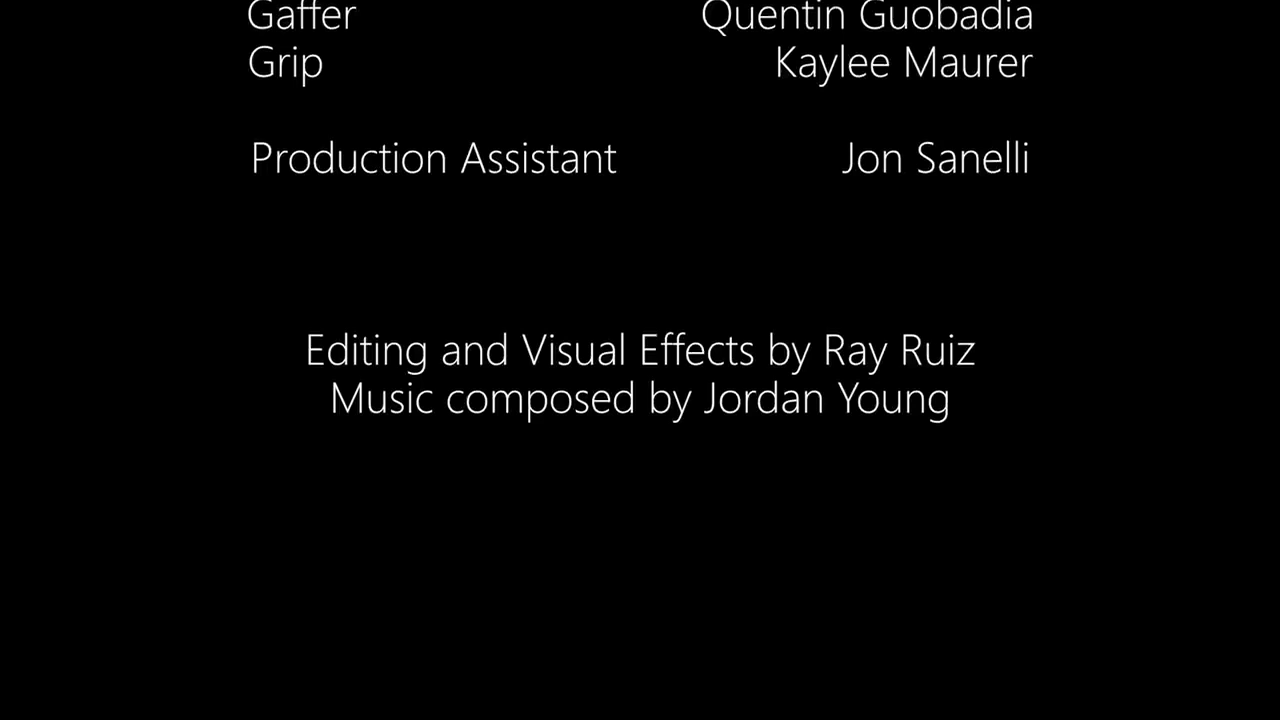 Gaffer Quentin Guobadia
Grip Kaylee Maurer
Production Assistant Jon Sanelli
Editing and Visual Effects by Ray Ruiz
Music composed by Jordan Young